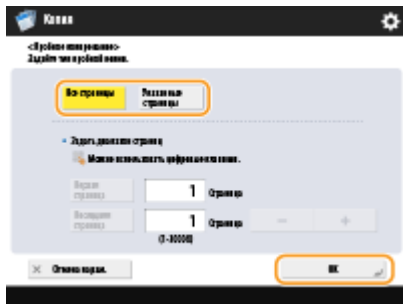 Копия
<Пробное копирование>
Задайте тип пробной копии.
Все страницы
Указанные страницы
Задать диапазон страниц
Можно использовать цифровые клавиши.
Первая страница
1 Страница
Последняя страница
1 Страница
- +
(1-30000)
× Отмена парам.
OK